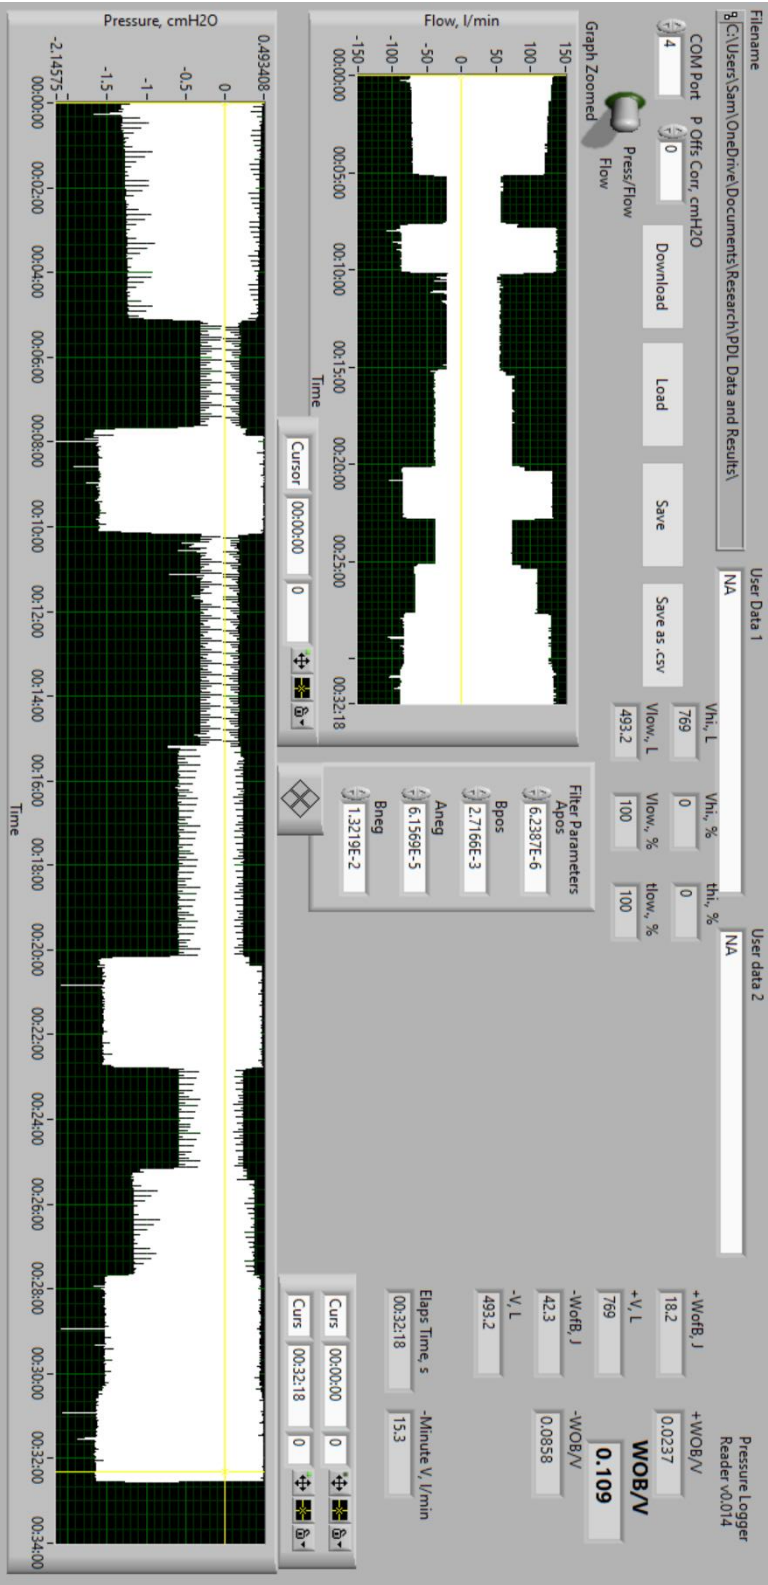 Filename
C:\Users\Sam\OneDrive\Documents\Research\PDL Data and Results\
User Data 1
NA
User data 2
NA
Pressure Logger
Reader v0.014
COM Port
4
P Offs Corr, cmH2O
0
Download
Load
Save
Save as .csv
Vhi, L
769
Vhi., %
0
thi., %
0
Vlow., L
493.2
Vlow., %
100
tlow., %
100
+WofB, J
18.2
+WOB/V
0.0237
+V, L
769
WOB/V
0.109
-WofB, J
42.3
-WOB/V
0.0858
-V, L
493.2
Elaps Time, s
00:32:18
-Minute V, l/min
15.3
Press/Flow
Flow
Graph Zoomed
Flow, l/min
150
100
50
0
-50
-100
-150
00:00:00
00:05:00
00:10:00
00:15:00
00:20:00
00:25:00
00:32:18
Time
Filter Parameters
Apos
6.2387E-6
Bpos
2.7166E-3
Aneg
6.1569E-5
Bneg
1.3219E-2
Cursor
00:00:00
0
Curs
00:00:00
0
Curs
00:32:18
0
Pressure, cmH2O
0.493408
0
-0.5
-1
-1.5
-2.14575
00:00:00
00:02:00
00:04:00
00:06:00
00:08:00
00:10:00
00:12:00
00:14:00
00:16:00
00:18:00
00:20:00
00:22:00
00:24:00
00:26:00
00:28:00
00:30:00
00:32:00
00:34:00
Time